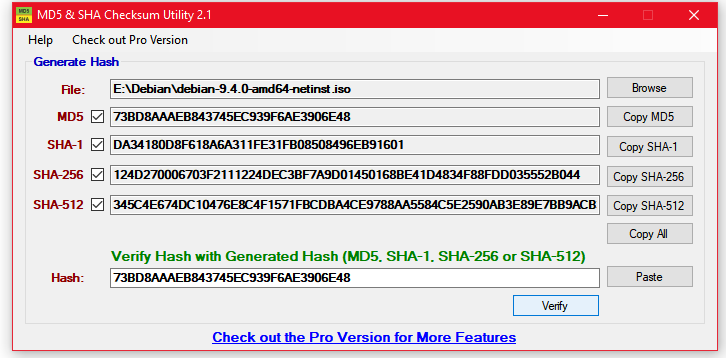 MD5 SHA MD5 & SHA Checksum Utility 2.1
Help Check out Pro Version
Generate Hash
File: E:\Debian\debian-9.4.0-amd64-netinst.iso Browse
MD5 73BD8AAAEB843745EC939F6AE3906E48 Copy MD5
SHA-1 DA34180D8F618A6A311FE31FB08508496EB91601 Copy SHA-1
SHA-256 124D270006703F2111224DEC3BF7A9D01450168BE41D4834F88FDD035552B044 Copy SHA-256
SHA-512 345C4E674DC10476E8C4F1571FBCDBA4CE9788AA5584C5E2590AB3E89E7BB9ACB Copy SHA-512
Copy All
Verify Hash with Generated Hash (MD5, SHA-1, SHA-256 or SHA-512)
Hash: 73BD8AAAEB843745EC939F6AE3906E48 Paste
Verify
Check out the Pro Version for More Features